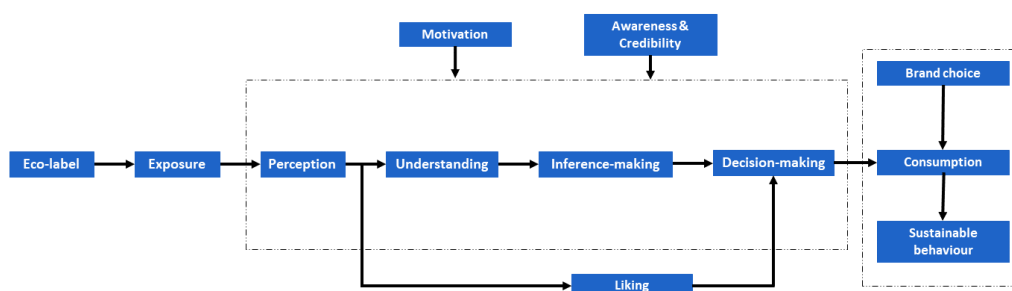 Motivation
Awareness &
Credibility
Brand choice
Eco-label
Exposure
Perception
Understanding
Inference-making
Decision-making
Consumption
Sustainable
behaviour
Liking